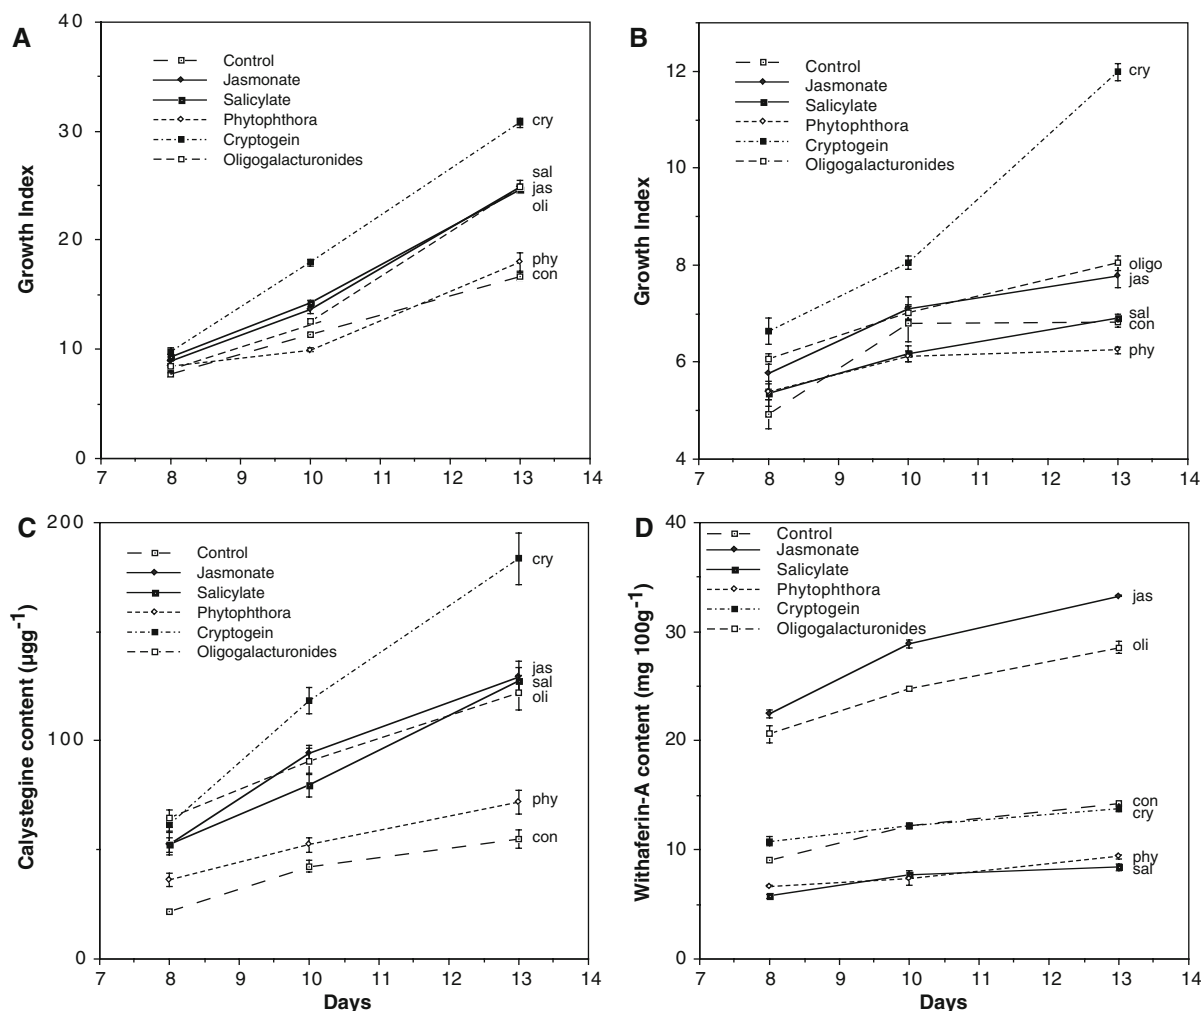 A
Growth Index
40
30
20
10
0
Control
Jasmonate
Salicylate
Phytophthora
Cryptogein
Oligogalacturonides
cry
sal
jas
oli
phy
con
7 8 9 10 11 12 13 14
B
Growth Index
12
10
8
6
4
Control
Jasmonate
Salicylate
Phytophthora
Cryptogein
Oligogalacturonides
cry
oligo
jas
sal
con
phy
7 8 9 10 11 12 13 14
C
Calystegine content (µgg-1)
200
100
0
Control
Jasmonate
Salicylate
Phytophthora
Cryptogein
Oligogalacturonides
cry
jas
sal
oli
phy
con
7 8 9 10 11 12 13 14
Days
D
Withaferin-A content (mg 100g-1)
40
30
20
10
0
Control
Jasmonate
Salicylate
Phytophthora
Cryptogein
Oligogalacturonides
jas
oli
con
cry
phy
sal
7 8 9 10 11 12 13 14
Days